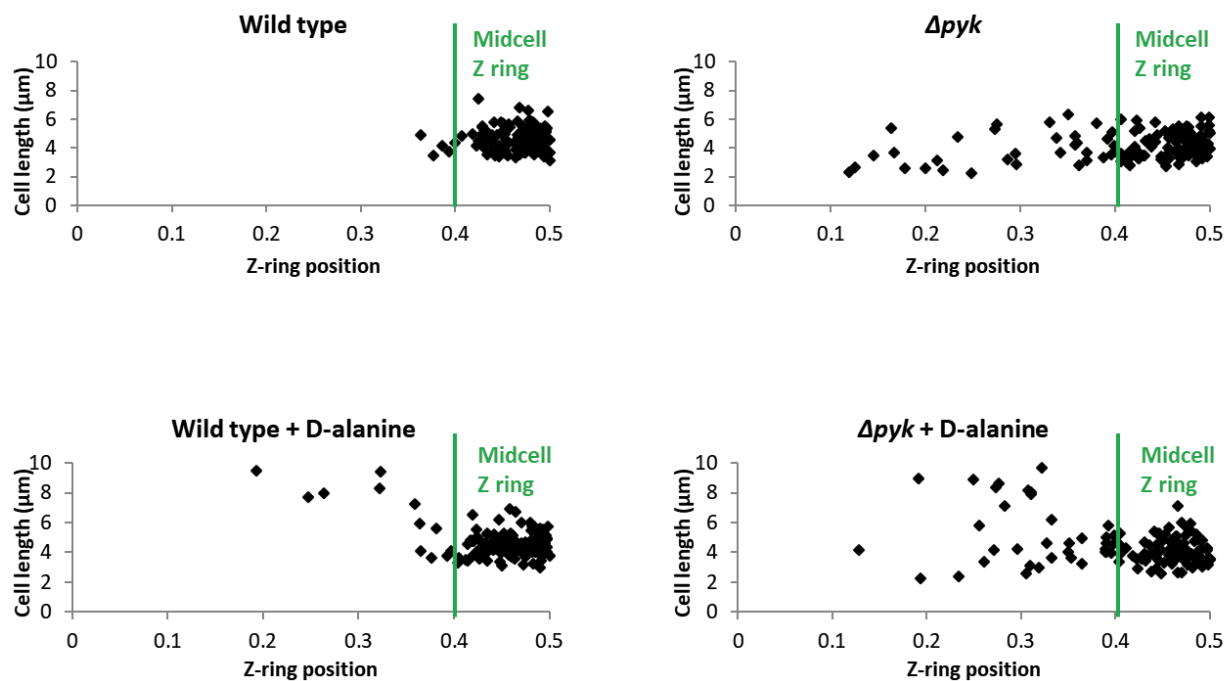 Wild type
Midcell
Z ring
Cell length (µm)
10
8
6
4
2
0
0
0.1
0.2
0.3
0.4
0.5
Z-ring position
Δpyk
Midcell
Z ring
Cell length (µm)
10
8
6
4
2
0
0
0.1
0.2
0.3
0.4
0.5
Z-ring position
Wild type + D-alanine
Midcell
Z ring
Cell length (µm)
10
8
6
4
2
0
0
0.1
0.2
0.3
0.4
0.5
Z-ring position
Δpyk + D-alanine
Midcell
Z ring
Cell length (µm)
10
8
6
4
2
0
0
0.1
0.2
0.3
0.4
0.5
Z-ring position